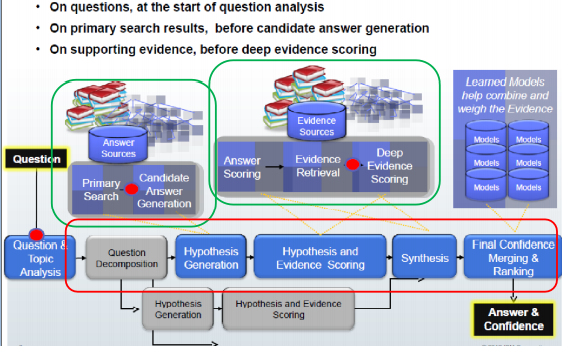 • On questions, at the start of question analysis
• On primary search results, before candidate answer generation
• On supporting evidence, before deep evidence scoring
Learned Models
help combine and
weigh the Evidence
Answer
Sources
Evidence
Sources
Models
Models
Models
Models
Models
Models
Question
Primary
Search
Candidate
Answer
Generation
Answer
Scoring
Evidence
Retrieval
Deep
Evidence
Scoring
Question &
Topic
Analysis
Question
Decomposition
Hypothesis
Generation
Hypothesis and
Evidence Scoring
Synthesis
Final Confidence
Merging &
Ranking
Hypothesis
Generation
Hypothesis and Evidence
Scoring
Answer &
Confidence